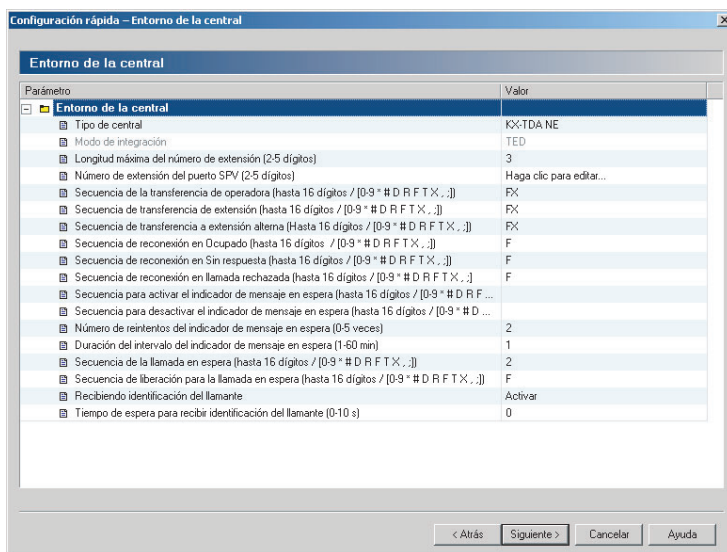 Configuración rápida – Entorno de la central
Entorno de la central
Parámetro Valor
Entorno de la central
Tipo de central KX-TDA NE
Modo de integración TED
Longitud máxima del número de extensión (2-5 dígitos) 3
Número de extensión del puerto SPV (2-5 dígitos) Haga clic para editar...
Secuencia de la transferencia de operadora (hasta 16 dígitos / [0-9 * # D R F T X , ;]) FX
Secuencia de transferencia de extensión (hasta 16 dígitos / [0-9 * # D R F T X , ;]) FX
Secuencia de transferencia a extensión alterna (Hasta 16 dígitos / [0-9 * # D R F T X , ;]) FX
Secuencia de reconexión en Ocupado (hasta 16 dígitos / [0-9 * # D R F T X , ;]) F
Secuencia de reconexión en Sin respuesta (hasta 16 dígitos / [0-9 * # D R F T X , ;]) F
Secuencia de reconexión en llamada rechazada (hasta 16 dígitos / [0-9 * # D R F T X , ;] F
Secuencia para activar el indicador de mensaje en espera (hasta 16 dígitos / [0-9 * # D R F ...
Secuencia para desactivar el indicador de mensaje en espera (hasta 16 dígitos / [0-9 * # D ...
Número de reintentos del indicador de mensaje en espera (0-5 veces) 2
Duración del intervalo del indicador de mensaje en espera (1-60 min) 1
Secuencia de la llamada en espera (hasta 16 dígitos / [0-9 * # D R F T X , ;]) 2
Secuencia de liberación para la llamada en espera (hasta 16 dígitos / [0-9 * # D R F T X , ;]) F
Recibiendo identificación del llamante Activar
Tiempo de espera para recibir identificación del llamante (0-10 s) 0
< Atrás Siguiente > Cancelar Ayuda